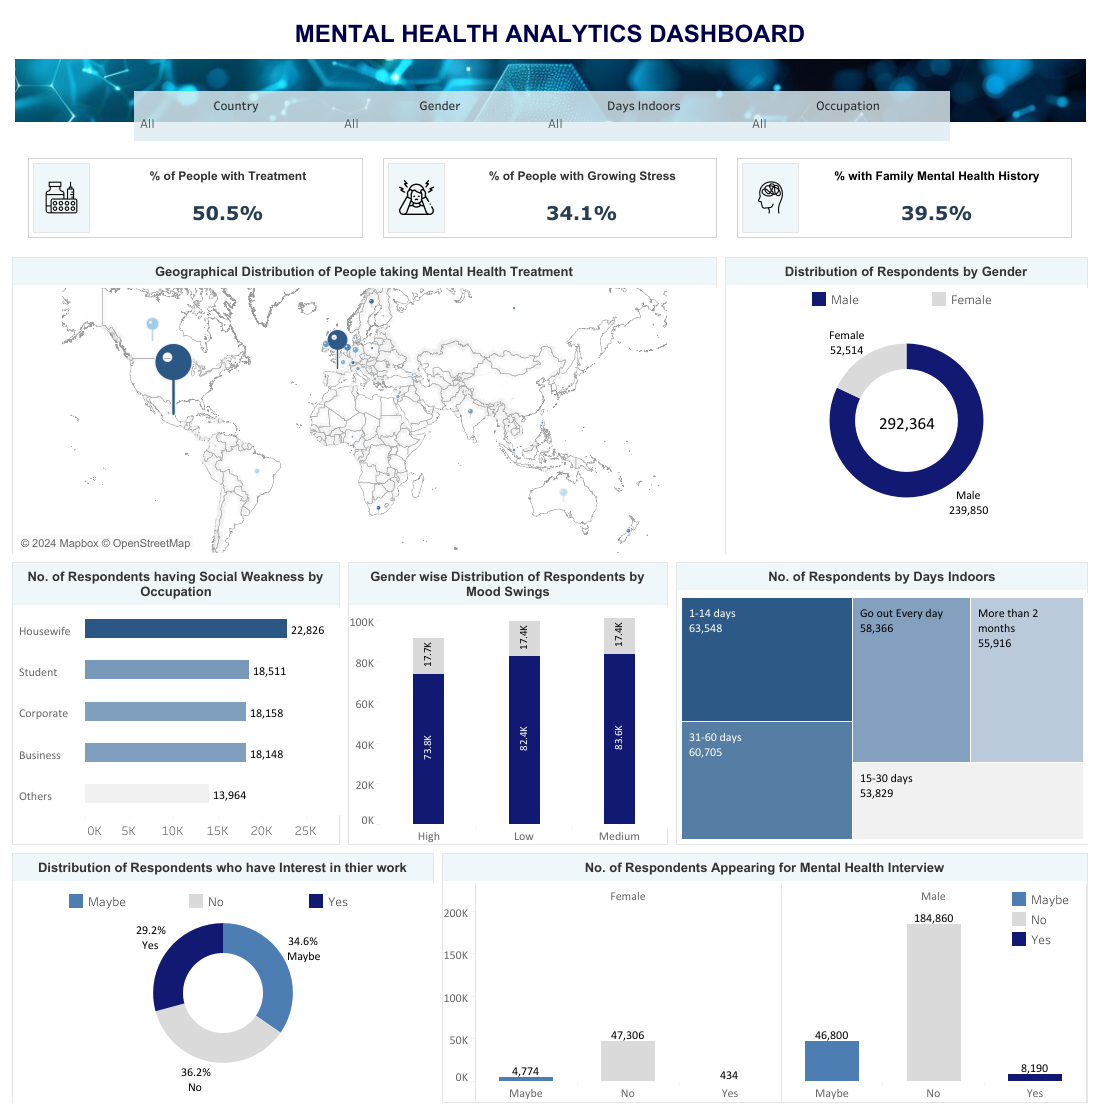 MENTAL HEALTH ANALYTICS DASHBOARD
Country Gender Days Indoors Occupation
All All All All
% of People with Treatment
50.5%
% of People with Growing Stress
34.1%
% with Family Mental Health History
39.5%
Geographical Distribution of People taking Mental Health Treatment
© 2024 Mapbox © OpenStreetMap
Distribution of Respondents by Gender
Male Female
Female
52,514
292,364
Male
239,850
No. of Respondents having Social Weakness by
Occupation
Housewife 22,826
Student 18,511
Corporate 18,158
Business 18,148
Others 13,964
0K 5K 10K 15K 20K 25K
Gender wise Distribution of Respondents by
Mood Swings
100K
80K
60K
40K
20K
0K
17.7K
73.8K
17.4K
82.4K
17.4K
83.6K
High Low Medium
No. of Respondents by Days Indoors
1-14 days
63,548
Go out Every day
58,366
More than 2
months
55,916
31-60 days
60,705
15-30 days
53,829
Distribution of Respondents who have Interest in thier work
Maybe No Yes
29.2%
Yes
34.6%
Maybe
36.2%
No
No. of Respondents Appearing for Mental Health Interview
Female Male
Maybe
No
Yes
200K
150K
100K
50K
0K
4,774
47,306
434
46,800
184,860
8,190
Maybe No Yes Maybe No Yes